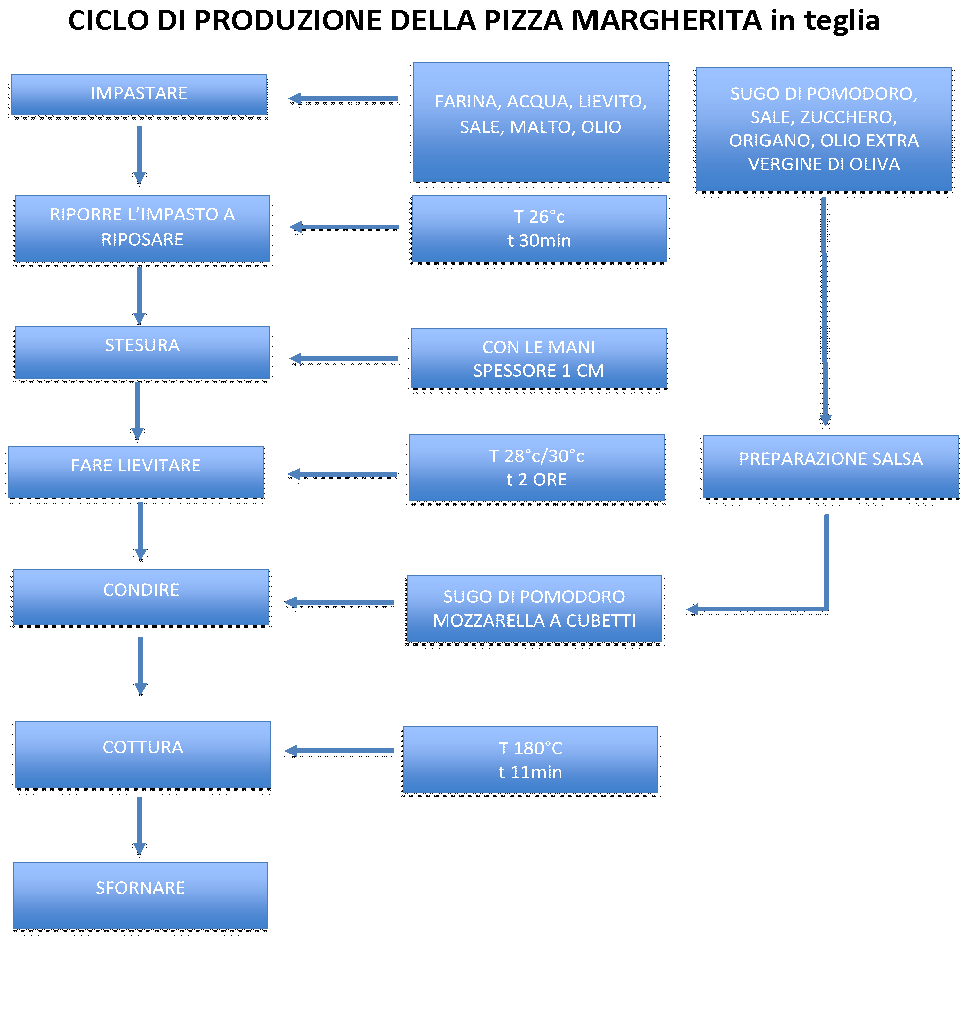 CICLO DI PRODUZIONE DELLA PIZZA MARGHERITA in teglia
IMPASTARE
FARINA, ACQUA, LIEVITO,
SALE, MALTO, OLIO
SUGO DI POMODORO,
SALE, ZUCCHERO,
ORIGANO, OLIO EXTRA
VERGINE DI OLIVA
RIPORRE L'IMPASTO A
RIPOSARE
T 26°c
t 30min
STESURA
CON LE MANI
SPESSORE 1 CM
FARE LIEVITARE
T 28°c/30°c
t 2 ORE
PREPARAZIONE SALSA
CONDIRE
SUGO DI POMODORO
MOZZARELLA A CUBETTI
COTTURA
T 180°C
t 11min
SFORNARE